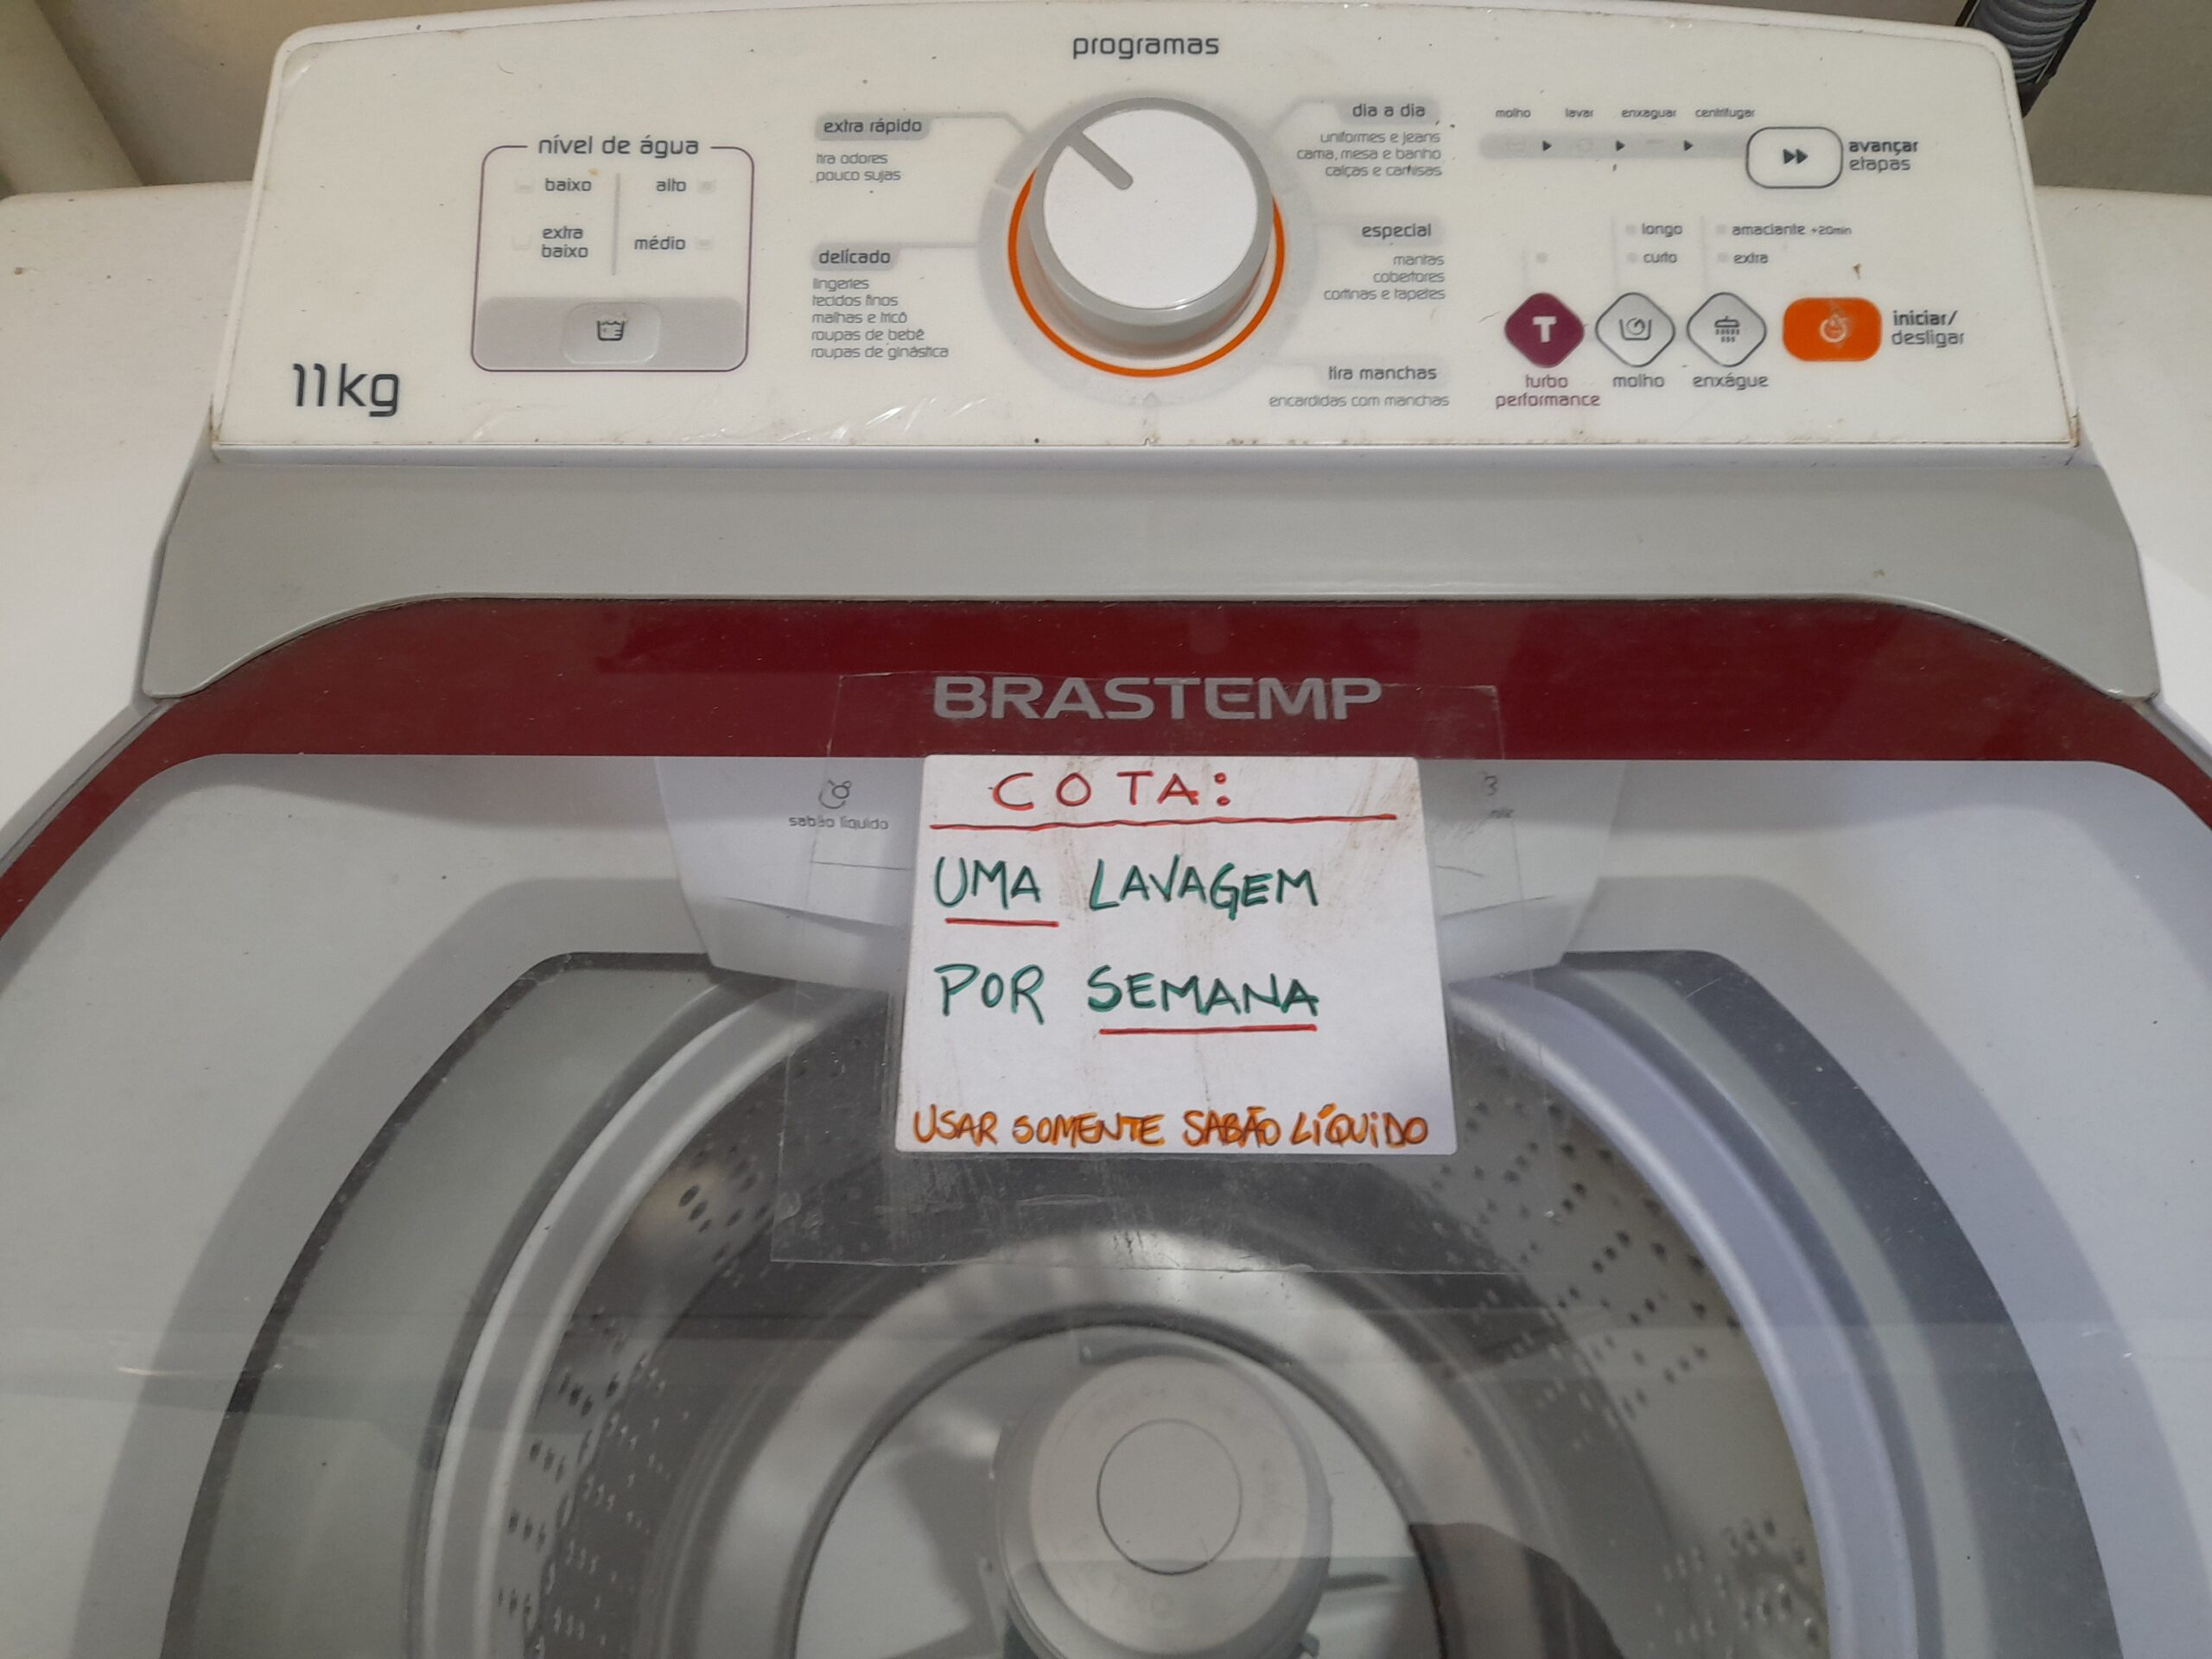 programas
nível de água
baixo
alto
extra
baixo
médio
11kg
extra rápido
tira odores
pouco sujas
delicado
lingeries
tecidos finos
malhas e tricô
roupas de bebê
roupas de ginástica
dia a dia
uniformes e jeans
cama, mesa e banho
calças e camisas
especial
mantas
cobertores
cortinas e tapetes
tira manchas
encardidas com manchas
molho lavar enxaguar centrifugar
avançar
etapas
longo
curto
amaciante +20min
extra
T
turbo
performance
molho
enxágue
iniciar/
desligar
BRASTEMP
sabão líquido
COTA:
UMA LAVAGEM
POR SEMANA
USAR SOMENTE SABÃO LÍQUIDO